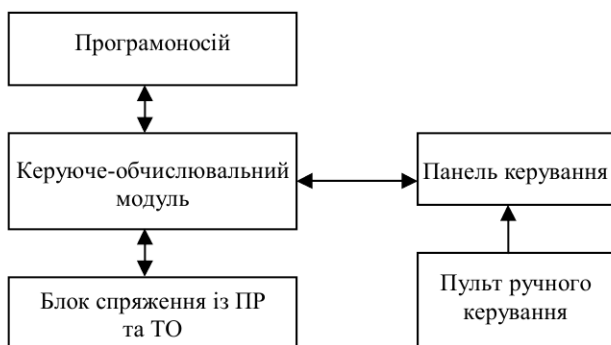 Програмоносій
Керуюче-обчислювальний
модуль
Панель керування
Блок спряження із ПР
та ТО
Пульт ручного
керування